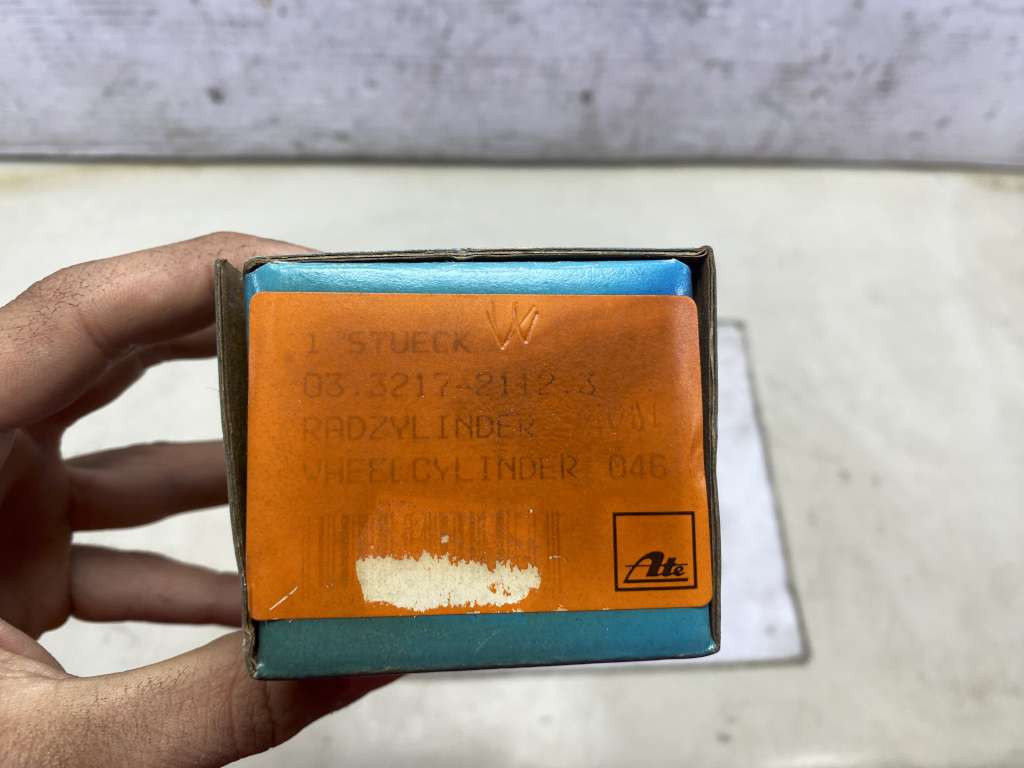 1 STUECK W
03.3217-2112.3
RADZYLINDER
WHEELCYLINDER 046
Ate